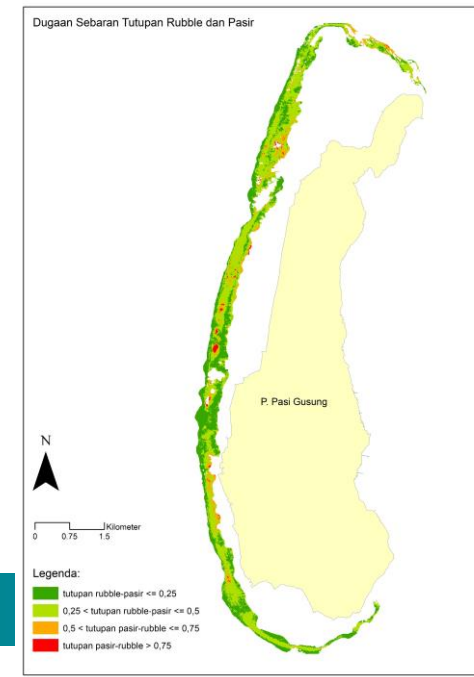 Dugaan Sebaran Tutupan Rubble dan Pasir
P. Pasi Gusung
N
Kilometer
0 0.75 1.5
Legenda:
tutupan rubble-pasir <= 0,25
0,25 < tutupan rubble-pasir <= 0,5
0,5 < tutupan pasir-rubble <= 0,75
tutupan pasir-rubble > 0,75